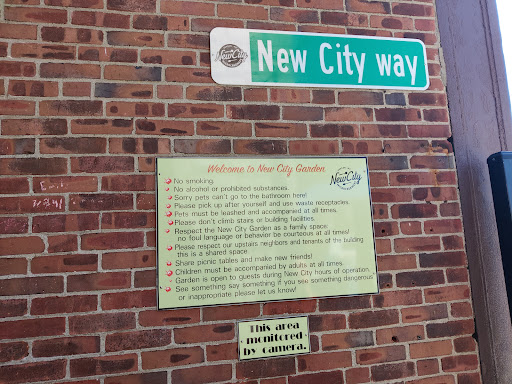 New City
New City way
Welcome to New City Garden
New City
No smoking.
No alcohol or prohibited substances.
Sorry pets can't go to the bathroom here!
Please pick up after yourself and use waste receptacles.
Pets must be leashed and accompanied at all times.
Please don't climb stairs or building facilities.
Respect the New City Garden as a family space:
no foul language or behavior be courteous at all times!
Please respect our upstairs neighbors and tenants of the building
this is a shared space.
Share picnic tables and make new friends!
Children must be accompanied by adults at all times.
Garden is open to guests during New City hours of operation.
See something say something if you see something dangerous
or inappropriate please let us know!
This area
monitored
by camera.